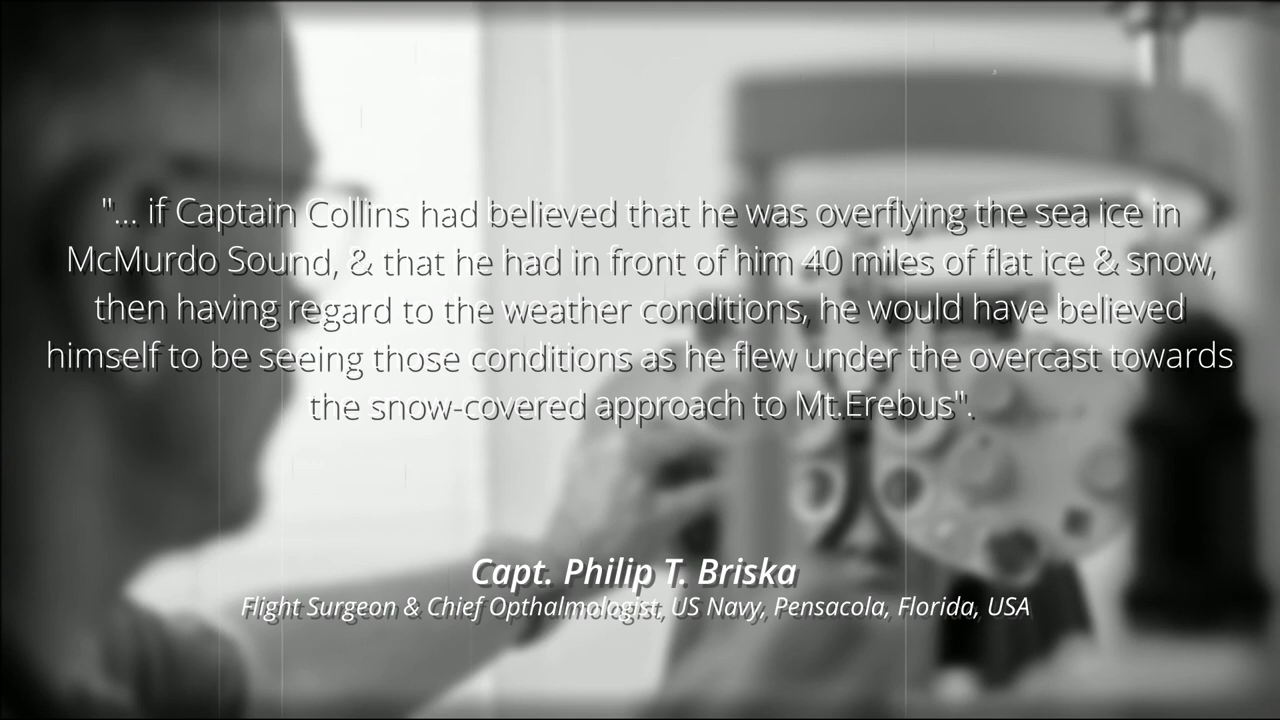 "... if Captain Collins had believed that he was overflying the sea ice in
McMurdo Sound, & that he had in front of him 40 miles of flat ice & snow,
then having regard to the weather conditions, he would have believed
himself to be seeing those conditions as he flew under the overcast towards
the snow-covered approach to Mt.Erebus".
Capt. Philip T. Briska
Flight Surgeon & Chief Opthalmologist, US Navy, Pensacola, Florida, USA